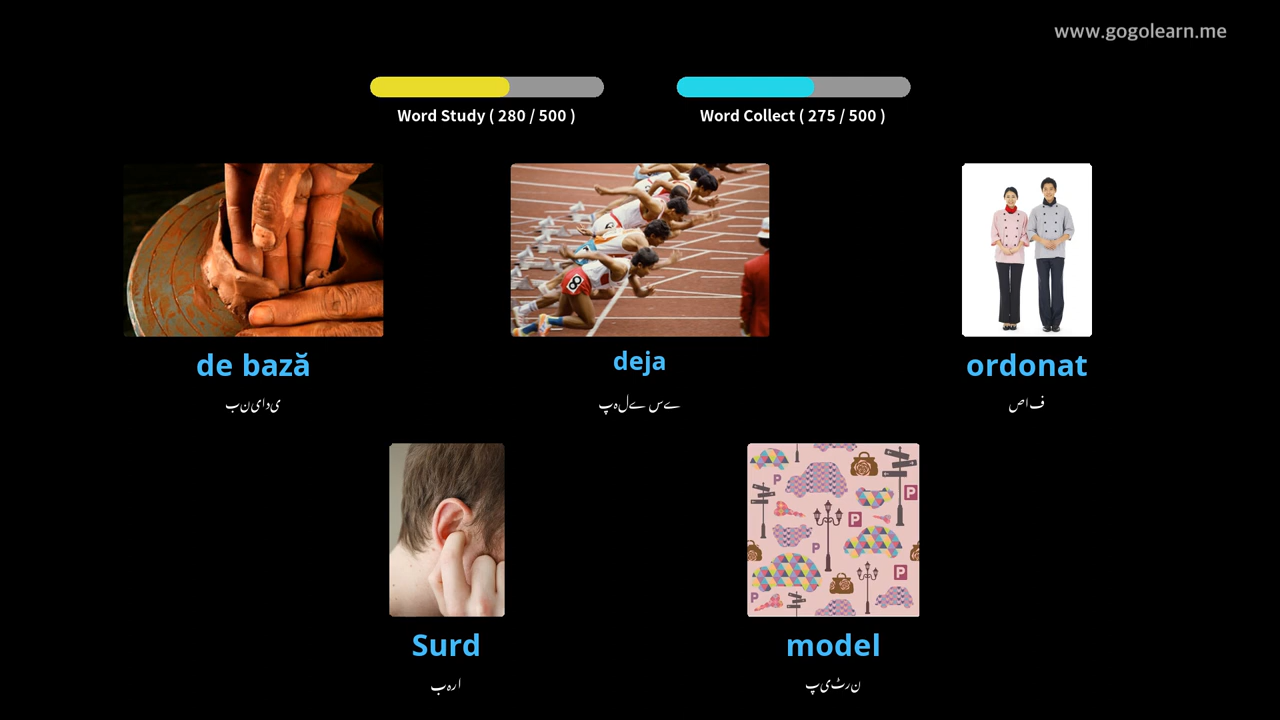 www.gogolearn.me
Word Study ( 280 / 500 ) Word Collect ( 275 / 500 )
de bază deja ordonat
بنیادی پہلے سے صاف
Surd model
بہرا پیٹرن